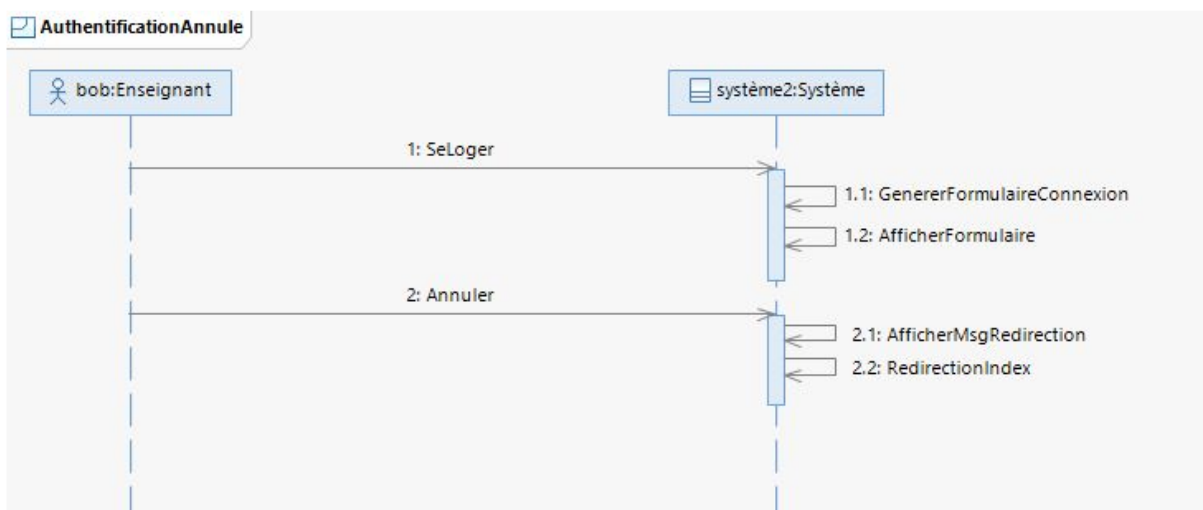 AuthentificationAnnule
bob:Enseignant
système2:Système
1: SeLoger
1.1: GenererFormulaireConnexion
1.2: AfficherFormulaire
2: Annuler
2.1: AfficherMsgRedirection
2.2: RedirectionIndex